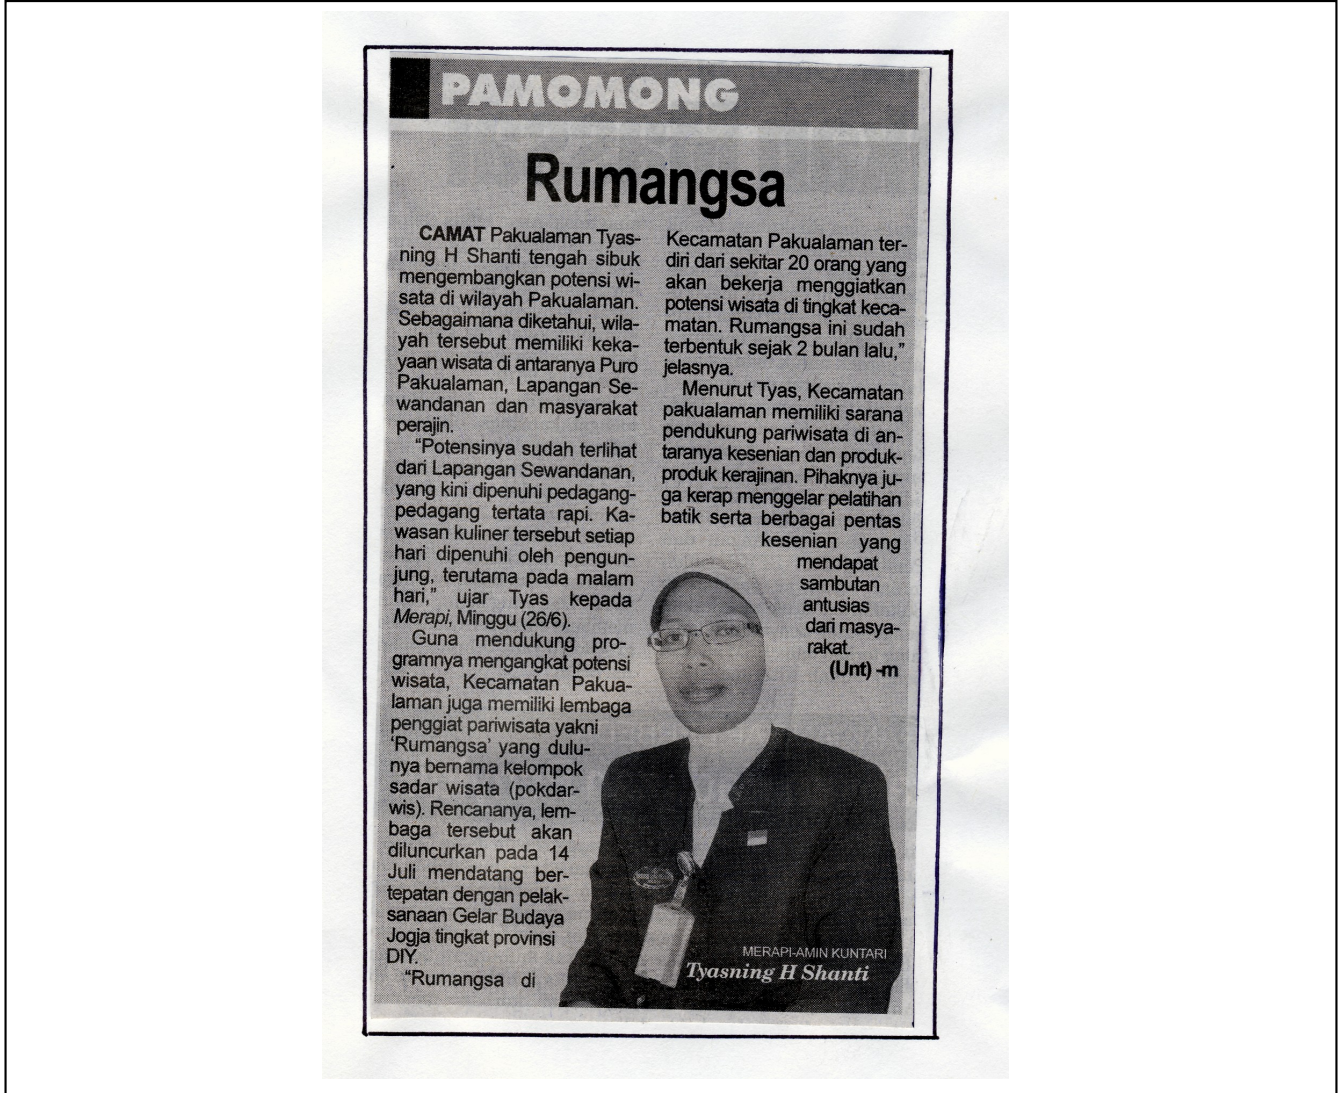 PAMOMONG
Rumangsa
CAMAT Pakualaman Tyas-
ning H Shanti tengah sibuk
mengembangkan potensi wi-
sata di wilayah Pakualaman.
Sebagaimana diketahui, wila-
yah tersebut memiliki keka-
yaan wisata di antaranya Puro
Pakualaman, Lapangan Se-
wandanan dan masyarakat
perajin.
“Potensinya sudah terlihat
dari Lapangan Sewandanan,
yang kini dipenuhi pedagang-
pedagang tertata rapi. Ka-
wasan kuliner tersebut setiap
hari dipenuhi oleh pengun-
jung, terutama pada malam
hari,” ujar Tyas kepada
Merapi, Minggu (26/6).
Guna mendukung pro-
gramnya mengangkat potensi
wisata, Kecamatan Pakua-
laman juga memiliki lembaga
penggiat pariwisata yakni
‘Rumangsa’ yang dulu-
nya bernama kelompok
sadar wisata (pokdar-
wis). Rencananya, lem-
baga tersebut akan
diluncurkan pada 14
Juli mendatang ber-
tepatan dengan pelak-
sanaan Gelar Budaya
Jogja tingkat provinsi
DIY.
“Rumangsa di
Kecamatan Pakualaman ter-
diri dari sekitar 20 orang yang
akan bekerja menggiatkan
potensi wisata di tingkat keca-
matan. Rumangsa ini sudah
terbentuk sejak 2 bulan lalu,”
jelasnya.
Menurut Tyas, Kecamatan
pakualaman memiliki sarana
pendukung pariwisata di an-
taranya kesenian dan produk-
produk kerajinan. Pihaknya ju-
ga kerap menggelar pelatihan
batik serta berbagai pentas
kesenian yang
mendapat
sambutan
antusias
dari masya-
rakat.
(Unt) -m
MERAPI-AMIN KUNTARI
Tyasning H Shanti